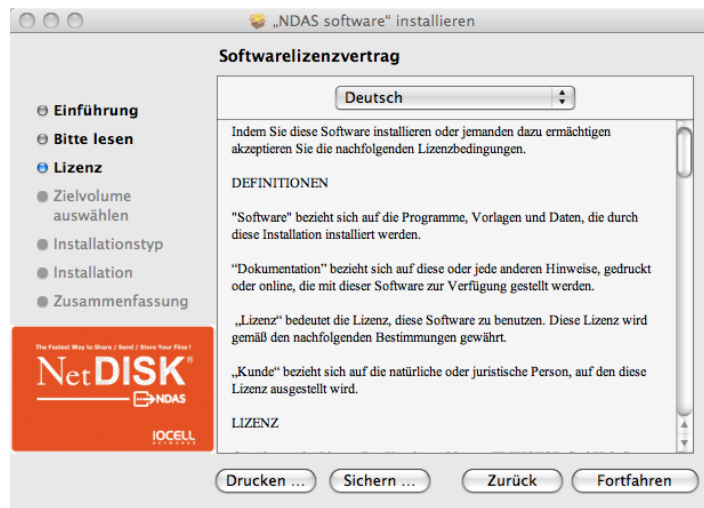 „NDAS software“ installieren
Softwarelizenzvertrag
Einführung
Bitte lesen
Lizenz
Zielvolume
auswählen
Installationstyp
Installation
Zusammenfassung
The Fastest Way to Share / Send / Store Your Files !
NetDISK®
NDAS
IOCELL
NETWORKS
Deutsch
Indem Sie diese Software installieren oder jemanden dazu ermächtigen
akzeptieren Sie die nachfolgenden Lizenzbedingungen.
DEFINITIONEN
"Software" bezieht sich auf die Programme, Vorlagen und Daten, die durch
diese Installation installiert werden.
“Dokumentation” bezieht sich auf diese oder jede anderen Hinweise, gedruckt
oder online, die mit dieser Software zur Verfügung gestellt werden.
„Lizenz“ bedeutet die Lizenz, diese Software zu benutzen. Diese Lizenz wird
gemäß den nachfolgenden Bestimmungen gewährt.
„Kunde“ bezieht sich auf die natürliche oder juristische Person, auf den diese
Lizenz ausgestellt wird.
LIZENZ
Drucken ...
Sichern ...
Zurück
Fortfahren